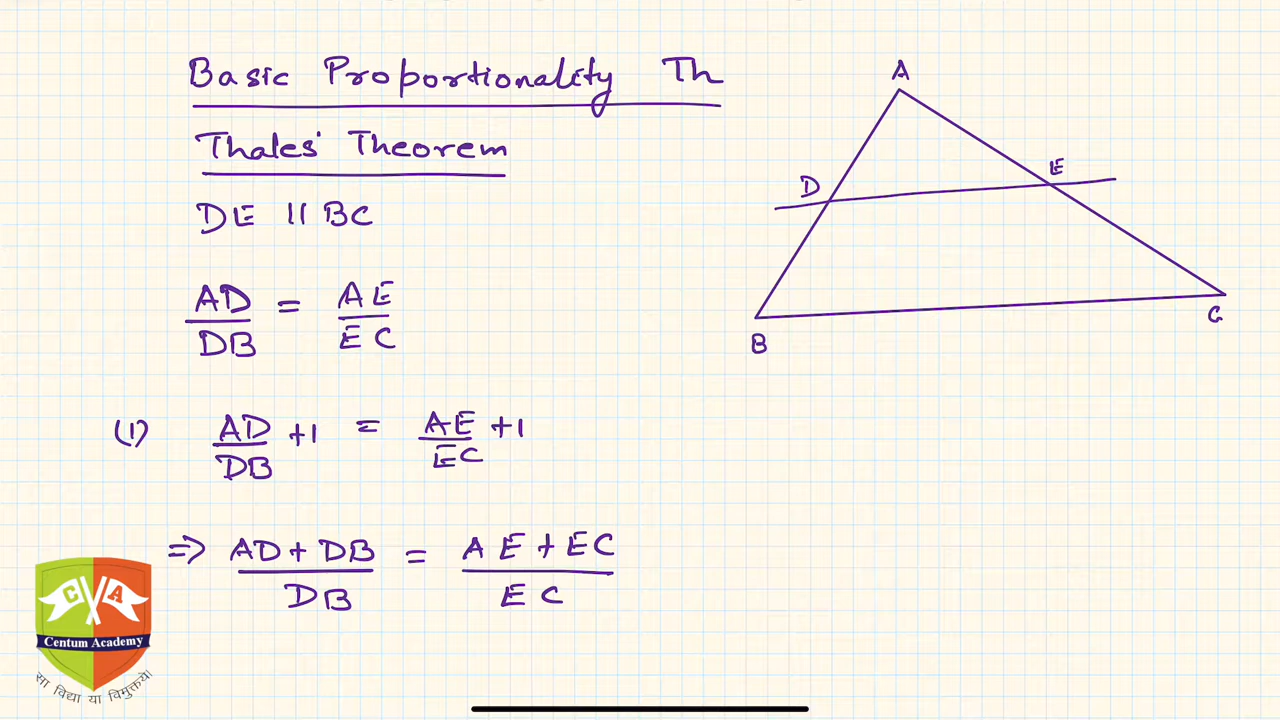 Basic Proportionality Th
Thales' Theorem
DE || BC
AD/DB = AE/EC
(1) AD/DB +1 = AE/EC +1
⇒ AD + DB/DB = AE + EC/EC
A
D
E
B
C
C A
Centum Academy
सा विद्या या विमुक्तये।